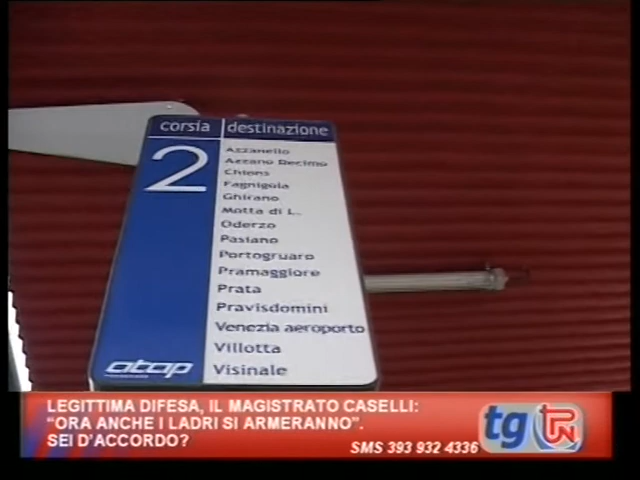 corsia destinazione
2
Azzanello
Azzano Decimo
Chions
Fagnigola
Ghirano
Motta di L.
Oderzo
Pasiano
Portogruaro
Pramaggiore
Prata
Pravisdomini
Venezia aeroporto
Villotta
Visinale
atap
LEGITTIMA DIFESA, IL MAGISTRATO CASELLI:
“ORA ANCHE I LADRI SI ARMERANNO”.
SEI D’ACCORDO?
SMS 393 932 4336
tg TPN